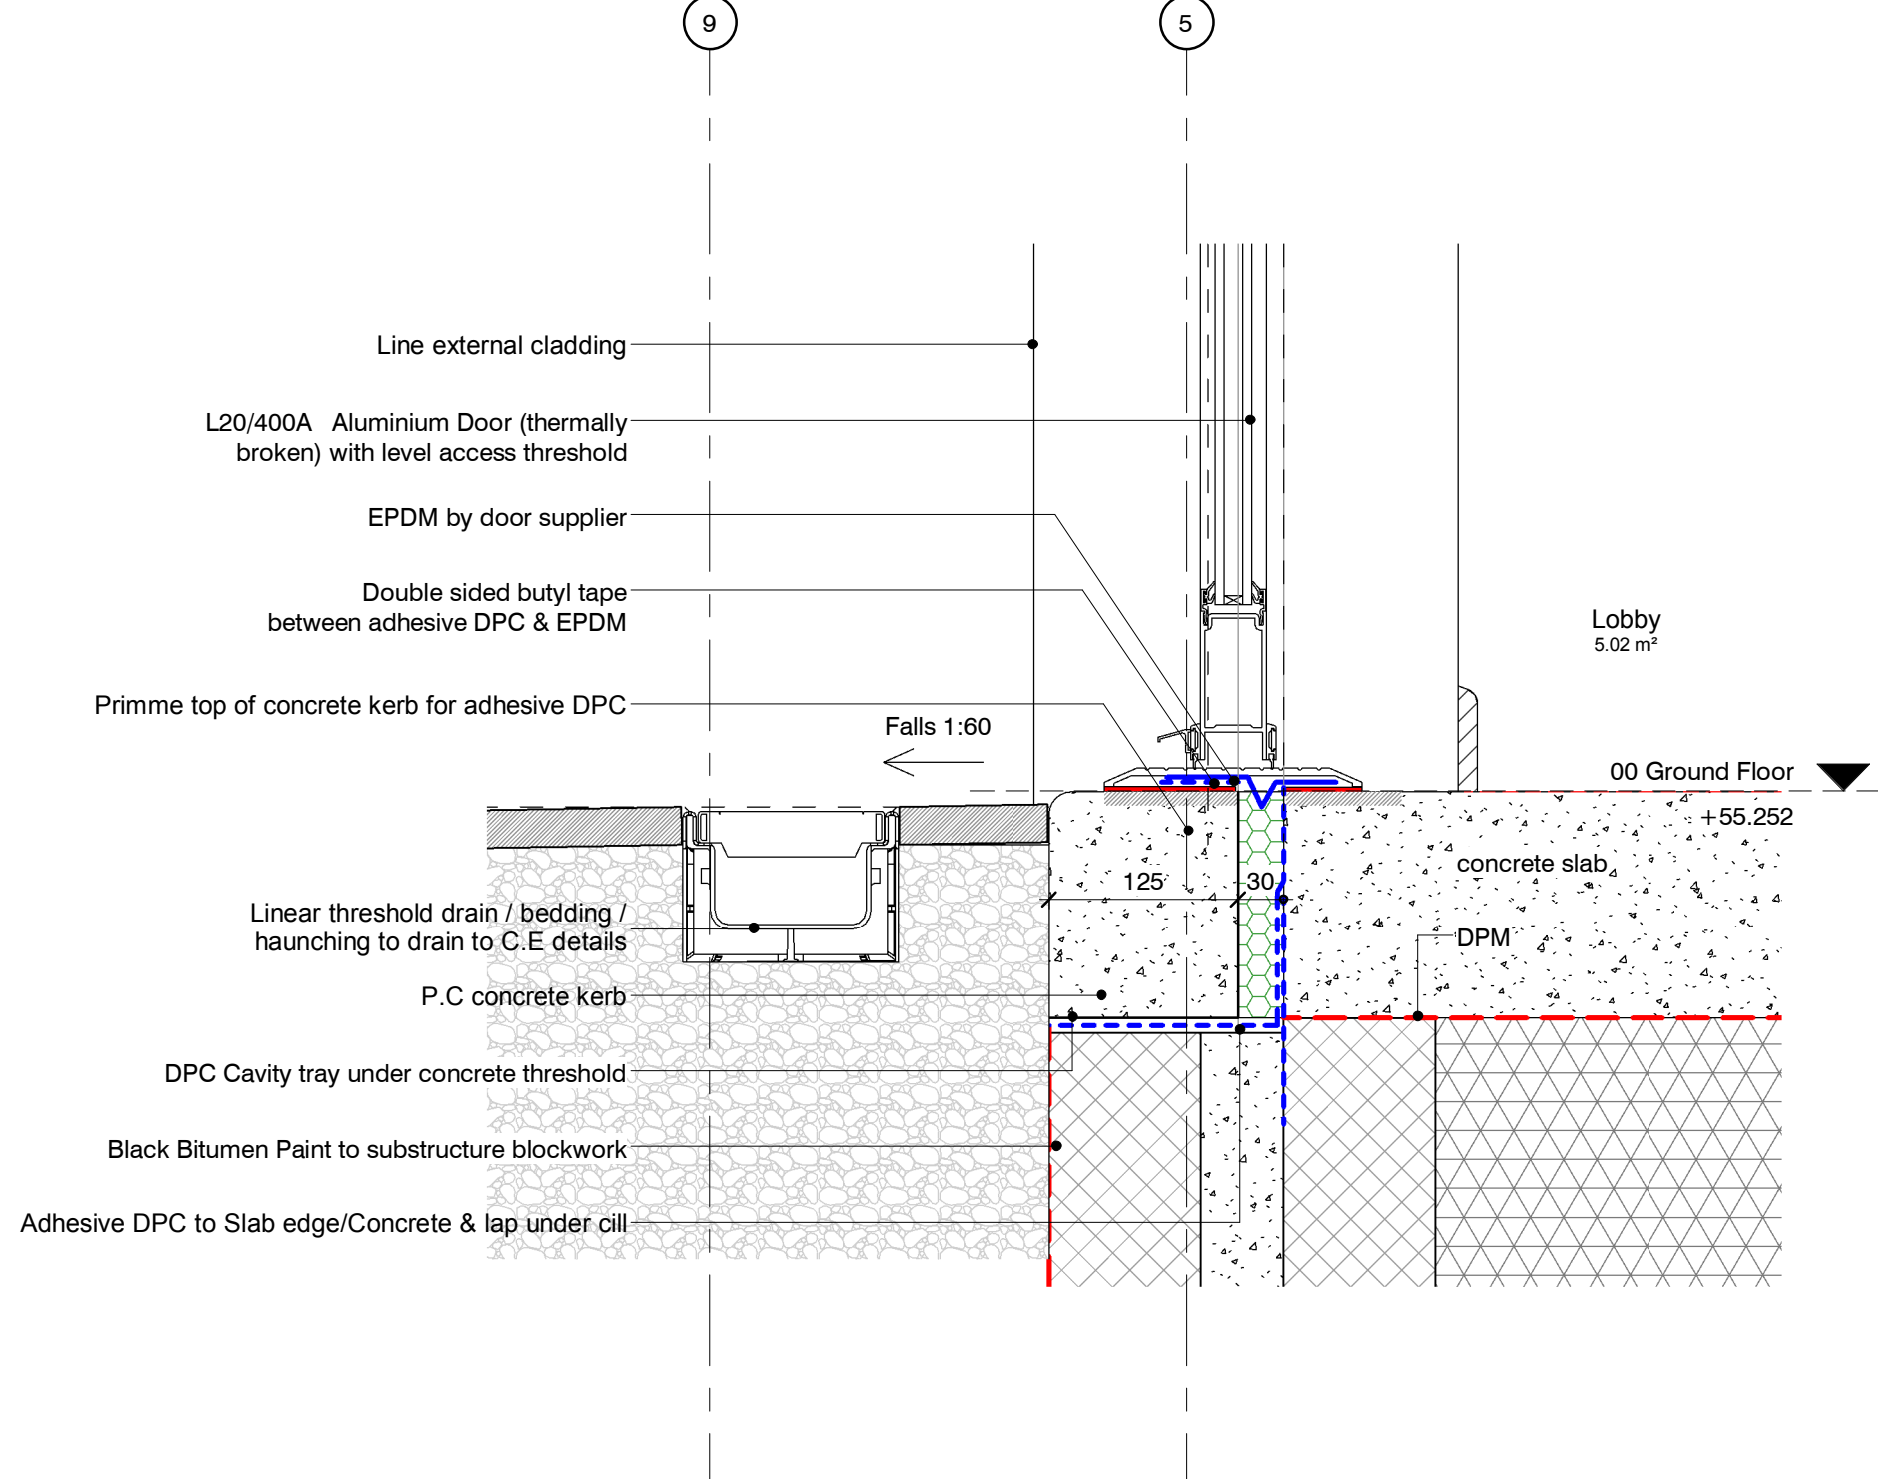 9
5
Line external cladding
L20/400A Aluminium Door (thermally
broken) with level access threshold
EPDM by door supplier
Double sided butyl tape
between adhesive DPC & EPDM
Lobby
5.02 m²
Primme top of concrete kerb for adhesive DPC
Falls 1:60
00 Ground Floor
+55.252
concrete slab
125
30
Linear threshold drain / bedding /
haunching to drain to C.E details
DPM
P.C concrete kerb
DPC Cavity tray under concrete threshold
Black Bitumen Paint to substructure blockwork
Adhesive DPC to Slab edge/Concrete & lap under cill